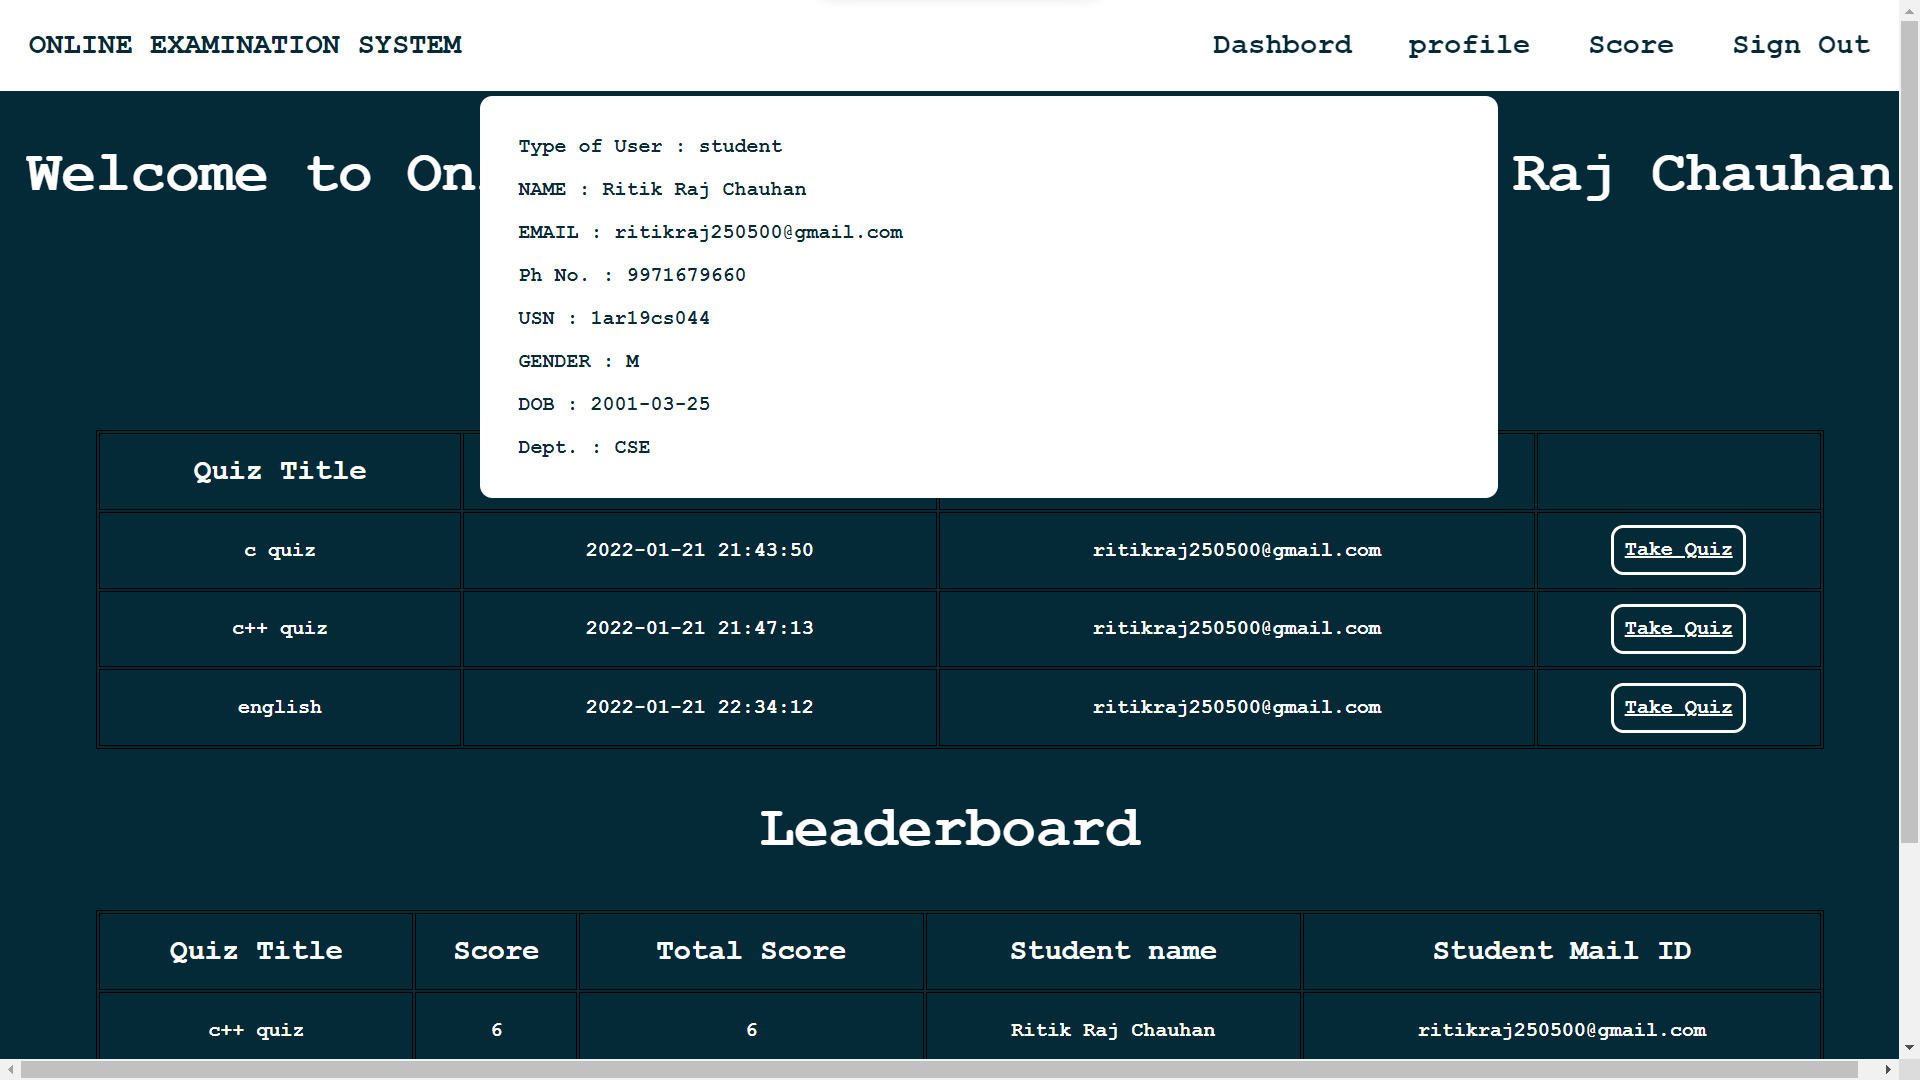 ONLINE EXAMINATION SYSTEM Dashbord profile Score Sign Out
Welcome to On Raj Chauhan
Type of User : student
NAME : Ritik Raj Chauhan
EMAIL : ritikraj250500@gmail.com
Ph No. : 9971679660
USN : 1ar19cs044
GENDER : M
DOB : 2001-03-25
Dept. : CSE
Quiz Title
c quiz 2022-01-21 21:43:50 ritikraj250500@gmail.com Take Quiz
c++ quiz 2022-01-21 21:47:13 ritikraj250500@gmail.com Take Quiz
english 2022-01-21 22:34:12 ritikraj250500@gmail.com Take Quiz
Leaderboard
Quiz Title Score Total Score Student name Student Mail ID
c++ quiz 6 6 Ritik Raj Chauhan ritikraj250500@gmail.com